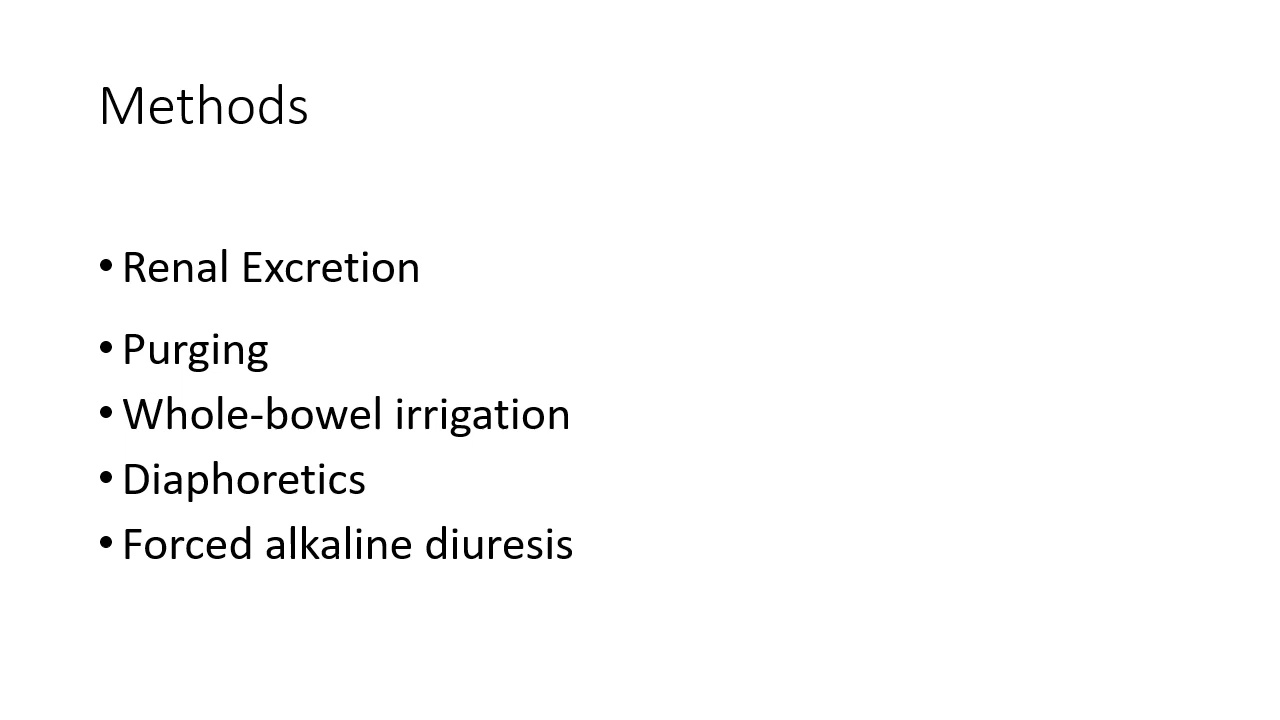 Methods
• Renal Excretion
• Purging
• Whole-bowel irrigation
• Diaphoretics
• Forced alkaline diuresis